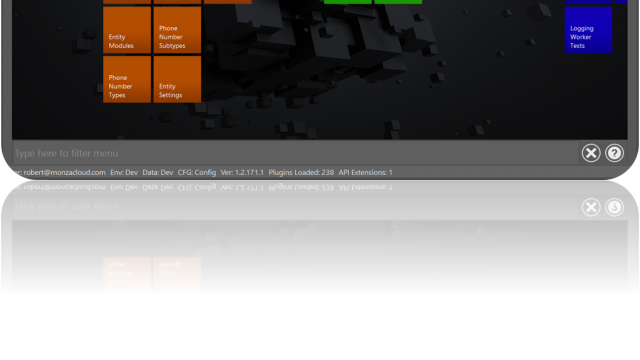 Entity
Modules
Phone
Number
Subtypes
Logging
Worker
Tests
Phone
Number
Types
Entity
Settings
Type here to filter menu
?
r: robert@monzacloud.com Env: Dev Data: Dev CFG: Config Ver: 1.2.171.1 Plugins Loaded: 238 API Extensions: 1